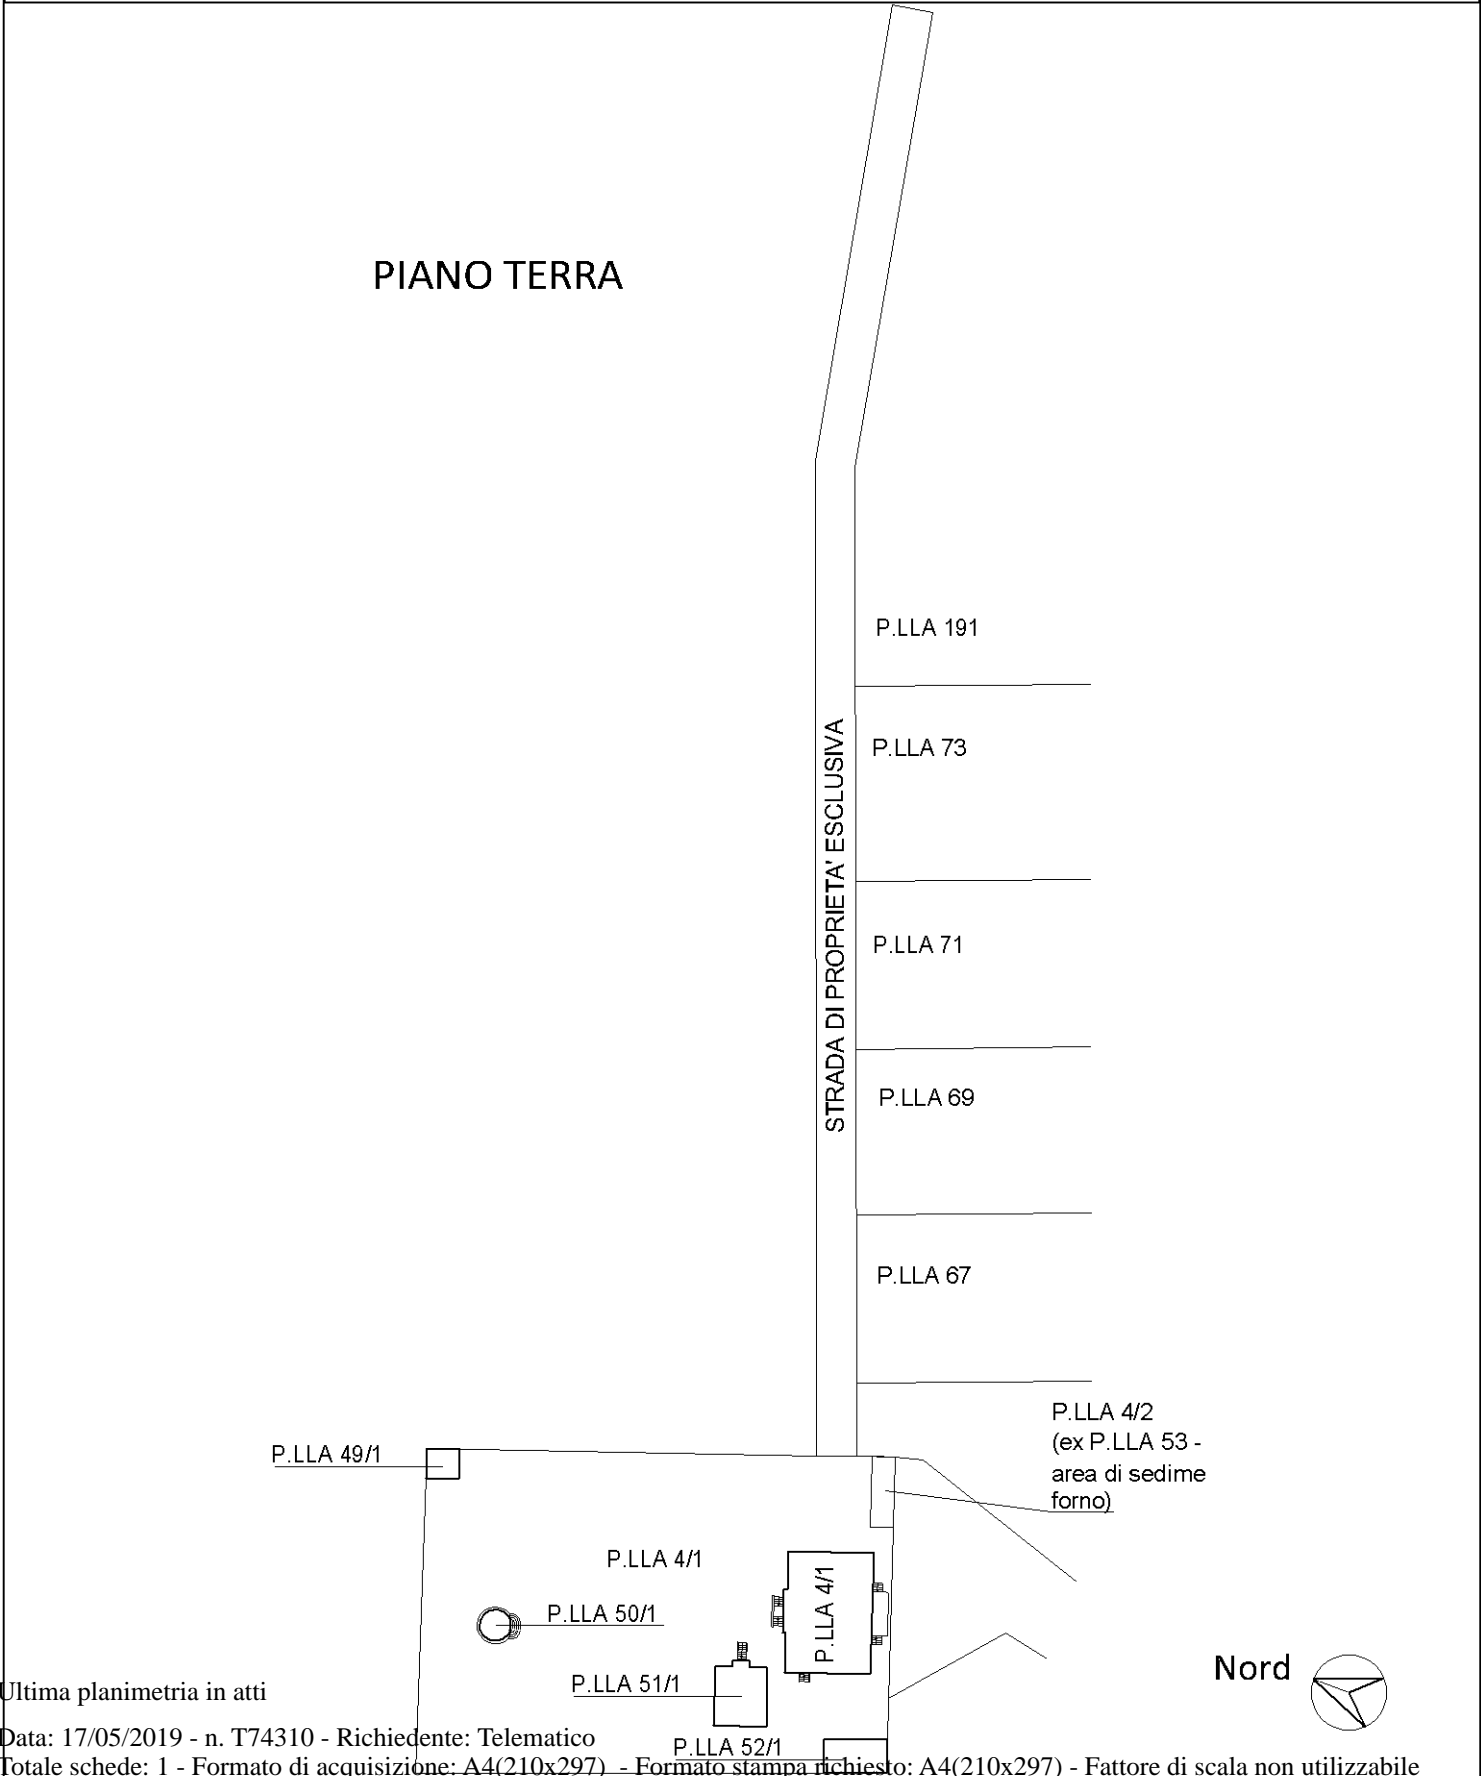 PIANO TERRA
P.LLA 191
P.LLA 73
STRADA DI PROPRIETA' ESCLUSIVA
P.LLA 71
P.LLA 69
P.LLA 67
P.LLA 4/2
(ex P.LLA 53 -
area di sedime
forno)
P.LLA 49/1
P.LLA 4/1
P.LLA 4/1
P.LLA 50/1
P.LLA 51/1
Nord
P.LLA 52/1
Ultima planimetria in atti
Data: 17/05/2019 - n. T74310 - Richiedente: Telematico
Totale schede: 1 - Formato di acquisizione: A4(210x297) - Formato stampa richiesto: A4(210x297) - Fattore di scala non utilizzabile